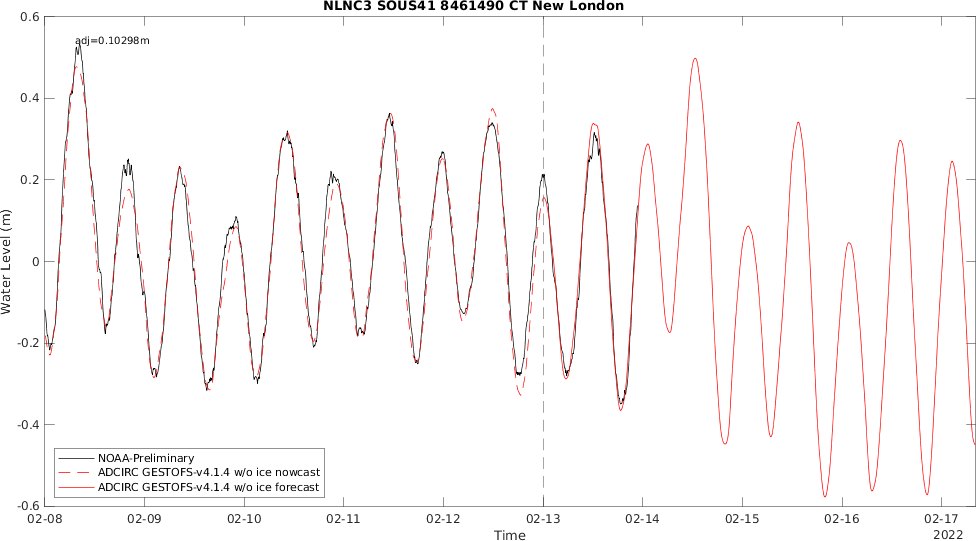 NLNC3 SOUS41 8461490 CT New London
adj=0.10298m
0.6
0.4
0.2
0
-0.2
-0.4
-0.6
Water Level (m)
NOAA-Preliminary
ADCIRC GESTOFS-v4.1.4 w/o ice nowcast
ADCIRC GESTOFS-v4.1.4 w/o ice forecast
02-08 02-09 02-10 02-11 02-12 02-13 02-14 02-15 02-16 02-17
Time
2022